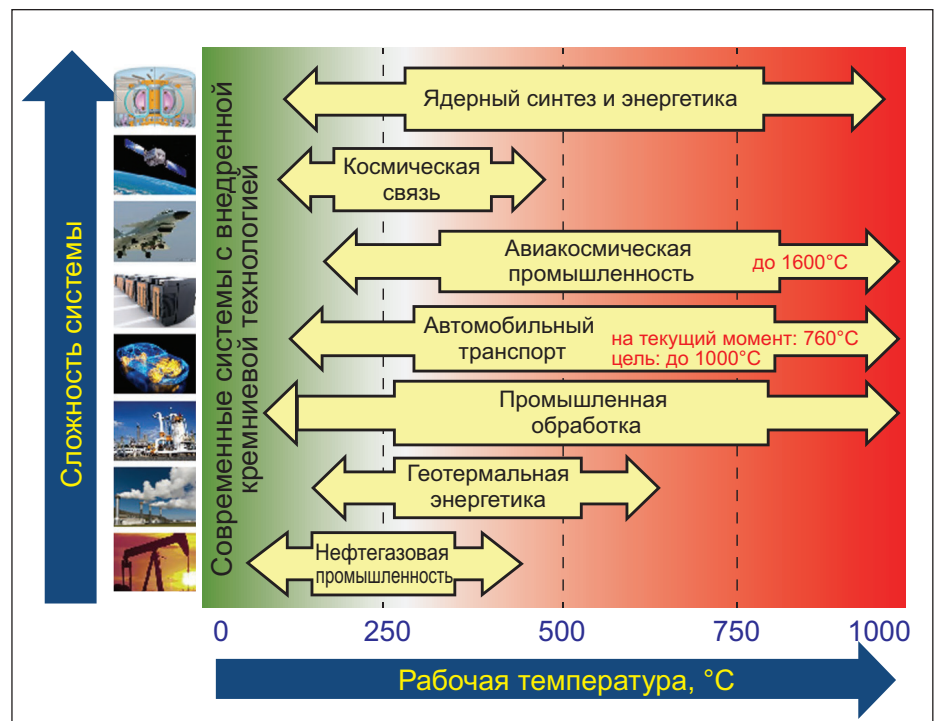 Сложность системы
Современные системы с внедренной
кремниевой технологией
Ядерный синтез и энергетика
Космическая
связь
Авиакосмическая
промышленность
до 1600°C
Автомобильный
транспорт
на текущий момент: 760°C
цель: до 1000°C
Промышленная
обработка
Геотермальная
энергетика
Нефтегазовая
промышленность
0 250 500 750 1000
Рабочая температура, °C